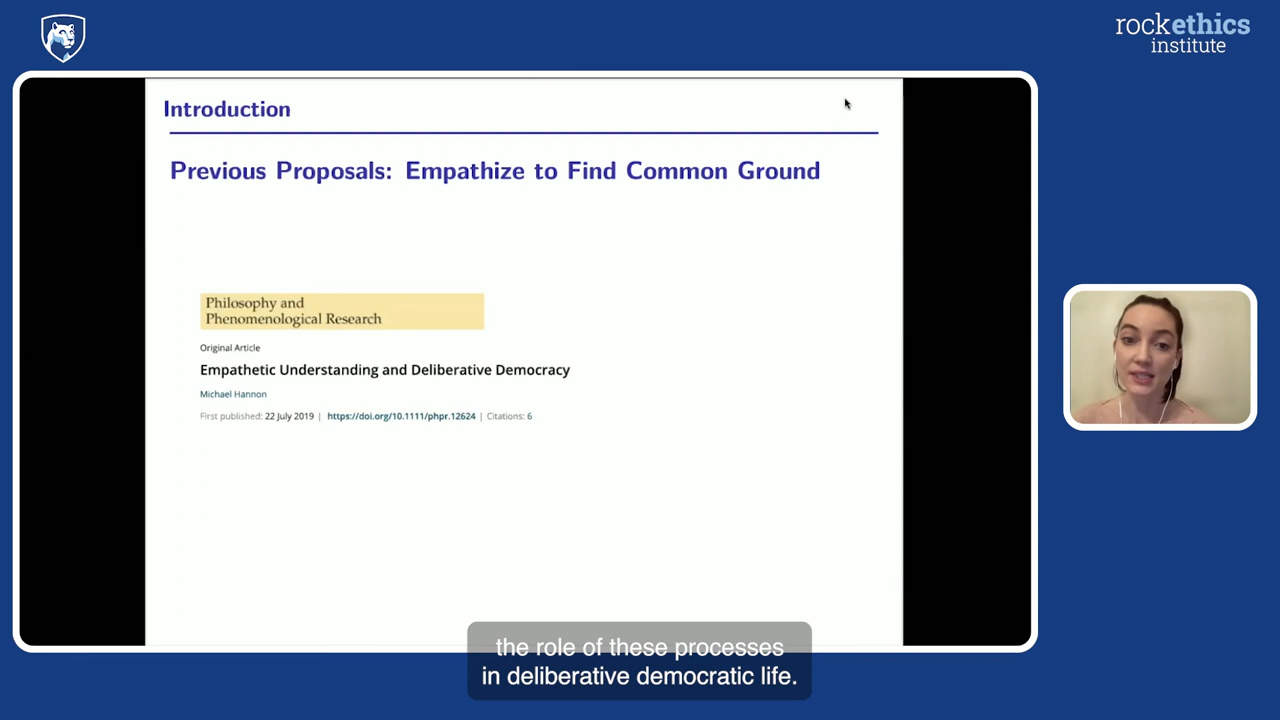 rockethics
institute
Introduction
Previous Proposals: Empathize to Find Common Ground
Philosophy and
Phenomenological Research
Original Article
Empathetic Understanding and Deliberative Democracy
Michael Hannon
First published: 22 July 2019 | https://doi.org/10.1111/phpr.12624 | Citations: 6
the role of these processes
in deliberative democratic life.